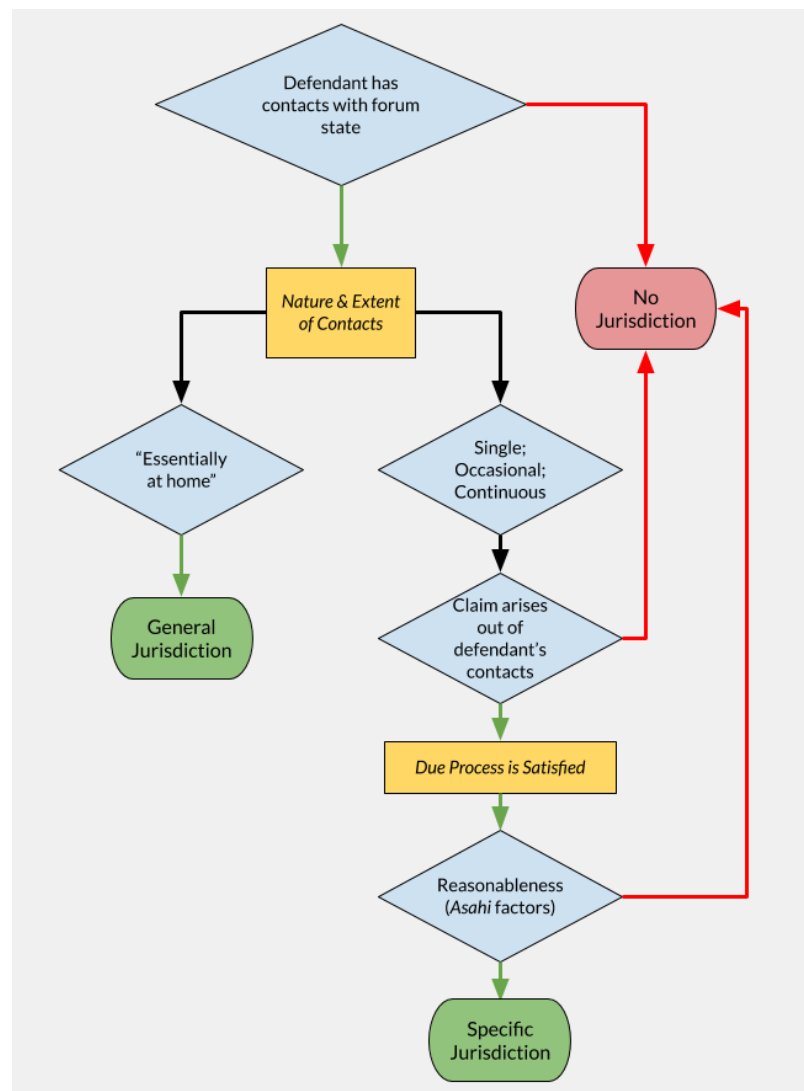 Defendant has
contacts with forum
state
Nature & Extent
of Contacts
No
Jurisdiction
“Essentially
at home”
Single;
Occasional;
Continuous
General
Jurisdiction
Claim arises
out of
defendant’s
contacts
Due Process is Satisfied
Reasonableness
(Asahi factors)
Specific
Jurisdiction